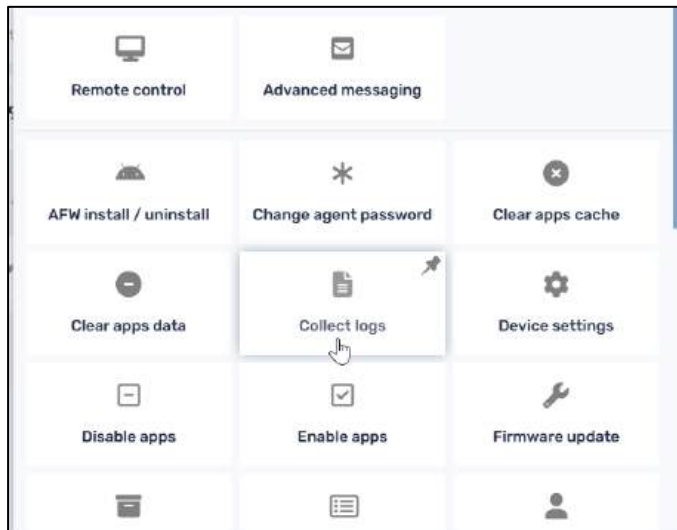 Remote control
Advanced messaging
AFW install / uninstall
Change agent password
Clear apps cache
Clear apps data
Collect logs
Device settings
Disable apps
Enable apps
Firmware update